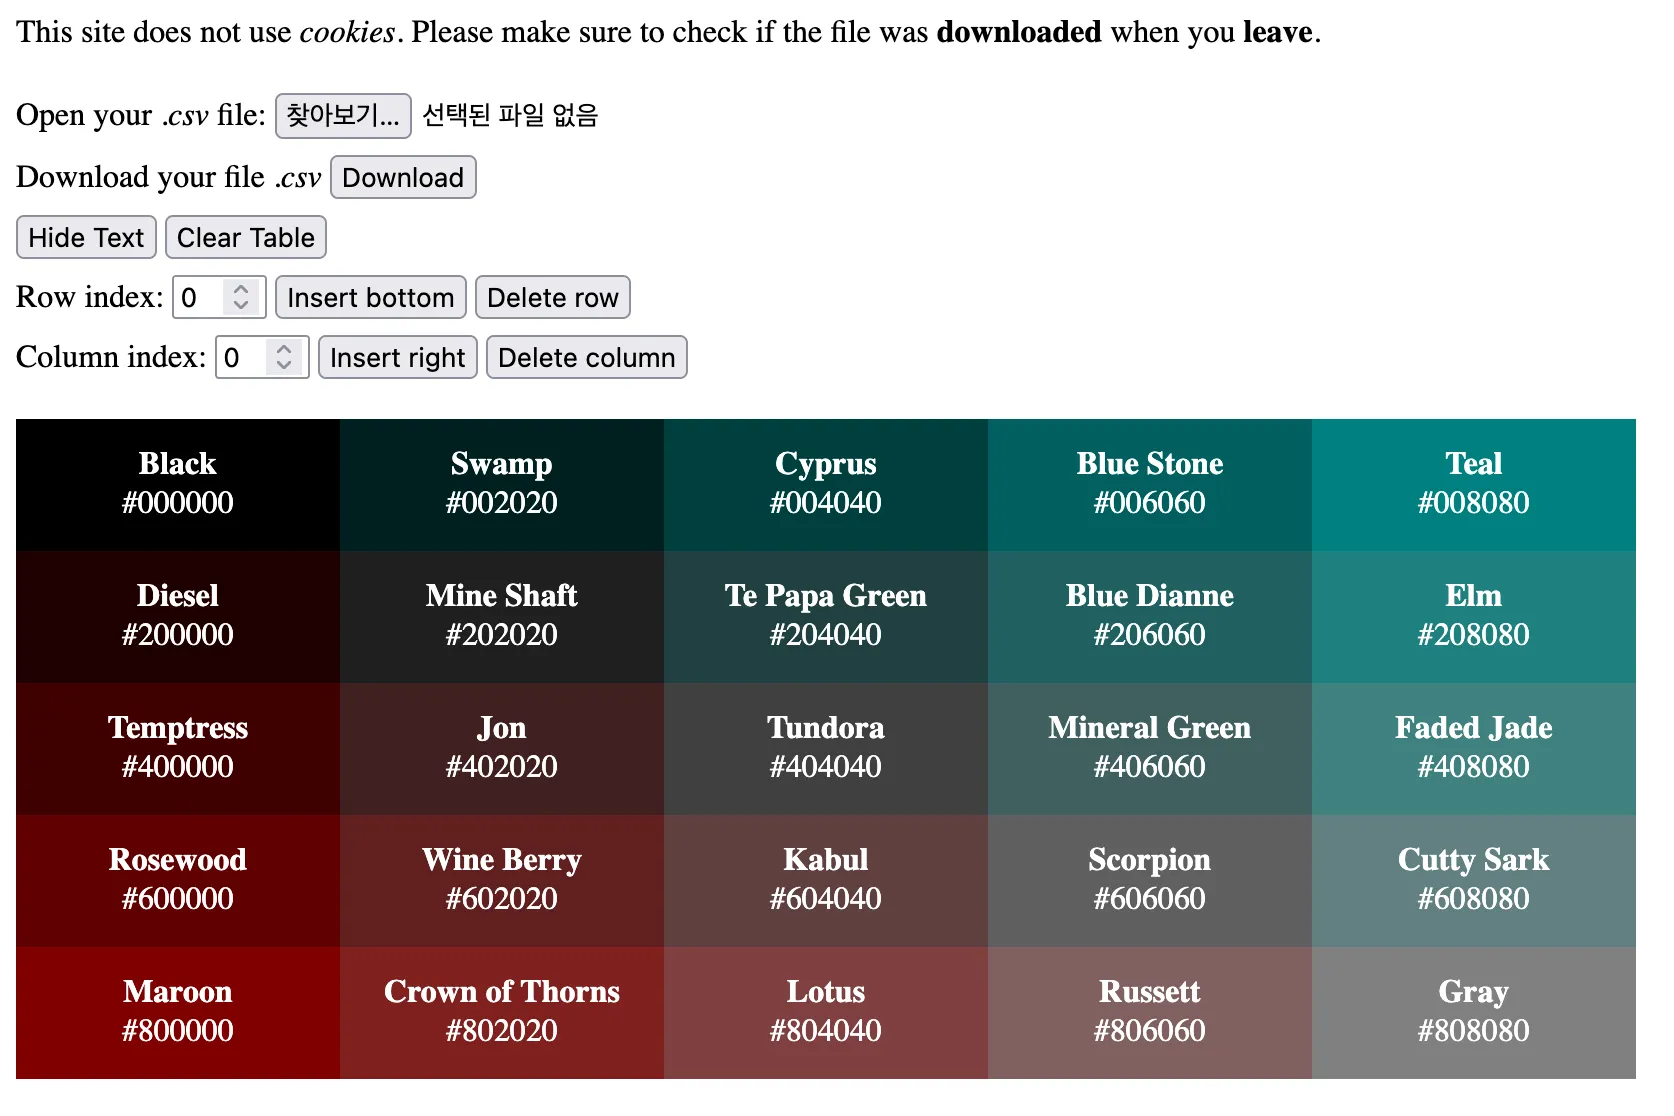 This site does not use cookies. Please make sure to check if the file was downloaded when you leave.
Open your .csv file: 찾아보기... 선택된 파일 없음
Download your file .csv Download
Hide Text Clear Table
Row index: 0 Insert bottom Delete row
Column index: 0 Insert right Delete column
Black Swamp Cyprus Blue Stone Teal
#000000 #002020 #004040 #006060 #008080
Diesel Mine Shaft Te Papa Green Blue Dianne Elm
#200000 #202020 #204040 #206060 #208080
Temptress Jon Tundora Mineral Green Faded Jade
#400000 #402020 #404040 #406060 #408080
Rosewood Wine Berry Kabul Scorpion Cutty Sark
#600000 #602020 #604040 #606060 #608080
Maroon Crown of Thorns Lotus Russett Gray
#800000 #802020 #804040 #806060 #808080